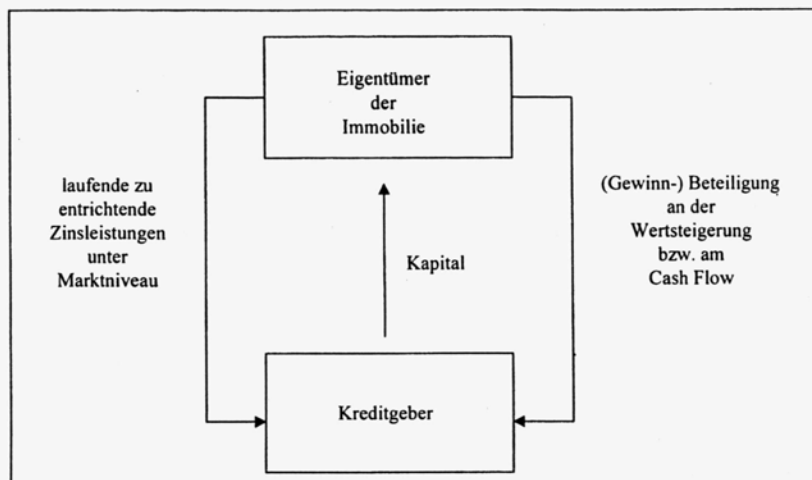 Eigentümer
der
Immobilie
laufende zu
entrichtende
Zinsleistungen
unter
Marktniveau
Kapital
(Gewinn-) Beteiligung
an der
Wertsteigerung
bzw. am
Cash Flow
Kreditgeber